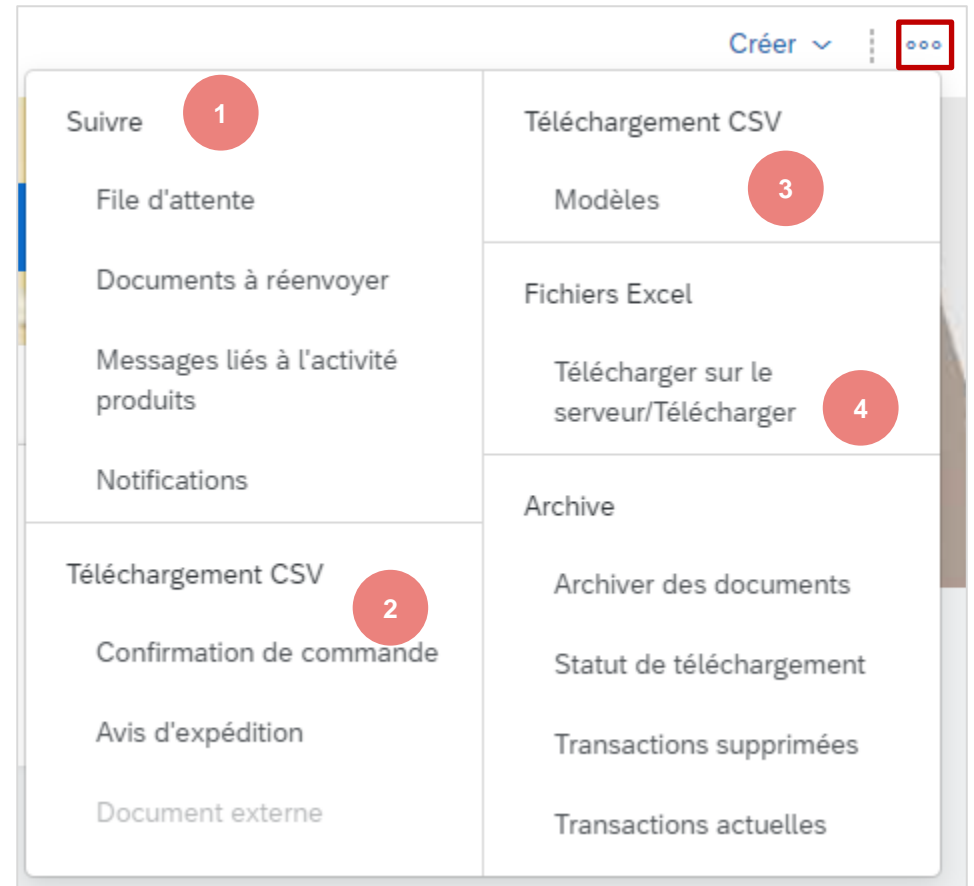 Créer
Suivre
1
File d'attente
Documents à réenvoyer
Messages liés à l'activité
produits
Notifications
Téléchargement CSV
2
Confirmation de commande
Avis d'expédition
Document externe
Téléchargement CSV
Modèles
3
Fichiers Excel
Télécharger sur le
serveur/Télécharger
4
Archive
Archiver des documents
Statut de téléchargement
Transactions supprimées
Transactions actuelles